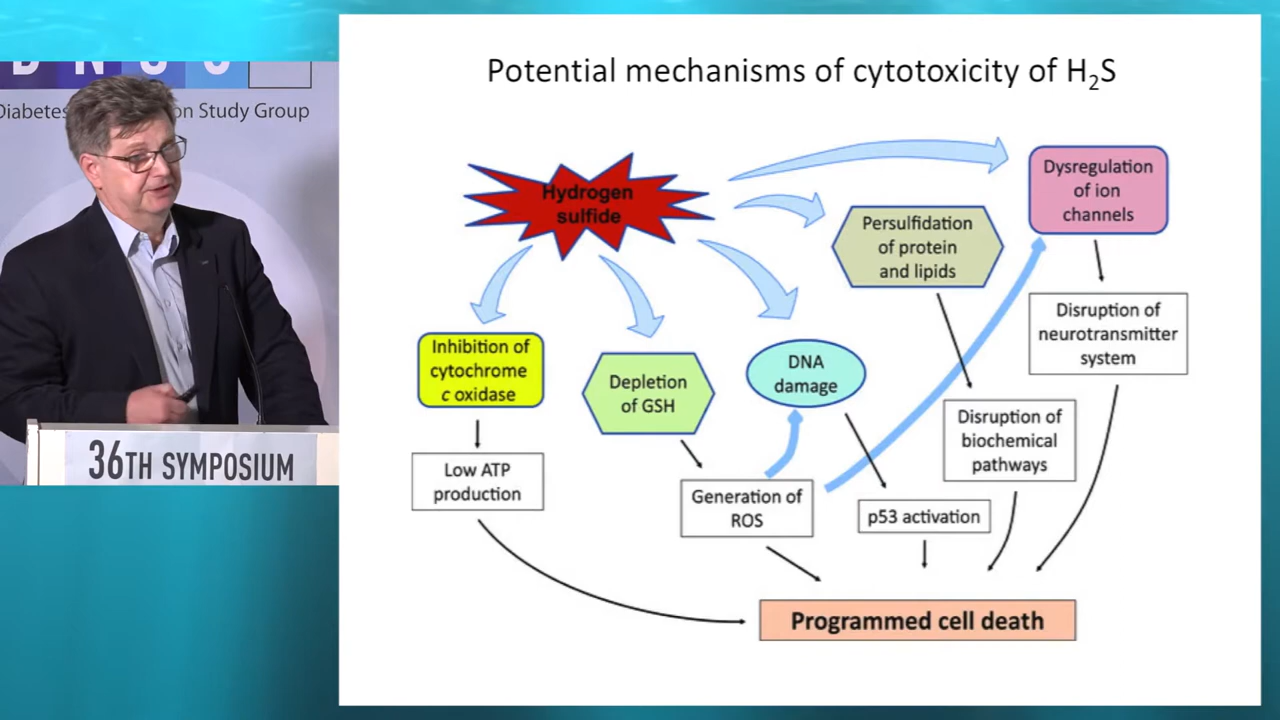 Diabetes
on Study Group
36TH SYMPOSIUM
Potential mechanisms of cytotoxicity of H₂S
Hydrogen
sulfide
Dysregulation
of ion
channels
Persulfidation
of protein
and lipids
Disruption of
neurotransmitter
system
Inhibition of
cytochrome
c oxidase
Depletion
of GSH
DNA
damage
Disruption of
biochemical
pathways
Low ATP
production
Generation of
ROS
p53 activation
Programmed cell death